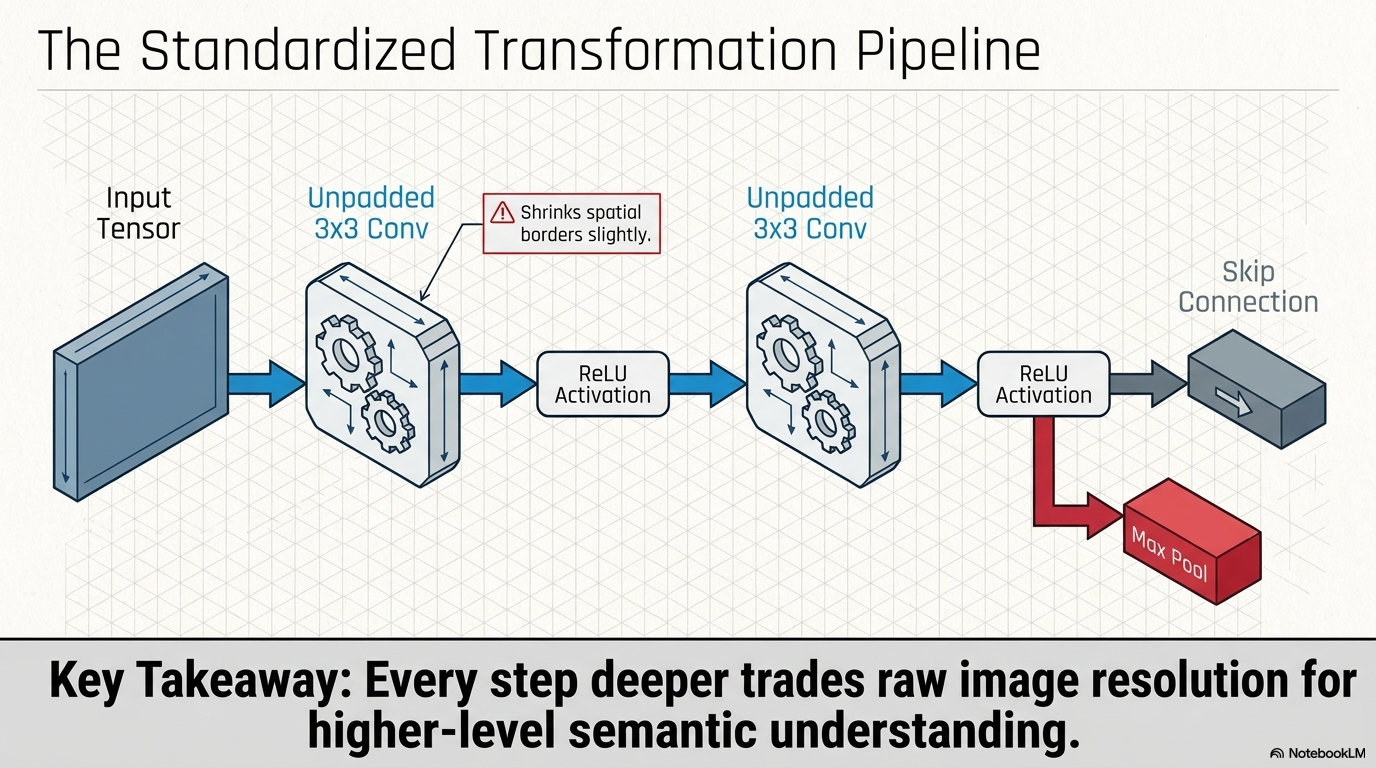 The Standardized Transformation Pipeline
Input
Tensor
Unpadded
3x3 Conv
Shrinks spatial
borders slightly.
ReLU
Activation
Unpadded
3x3 Conv
ReLU
Activation
Skip
Connection
Max Pool
Key Takeaway: Every step deeper trades raw image resolution for
higher-level semantic understanding.
NotebookLM